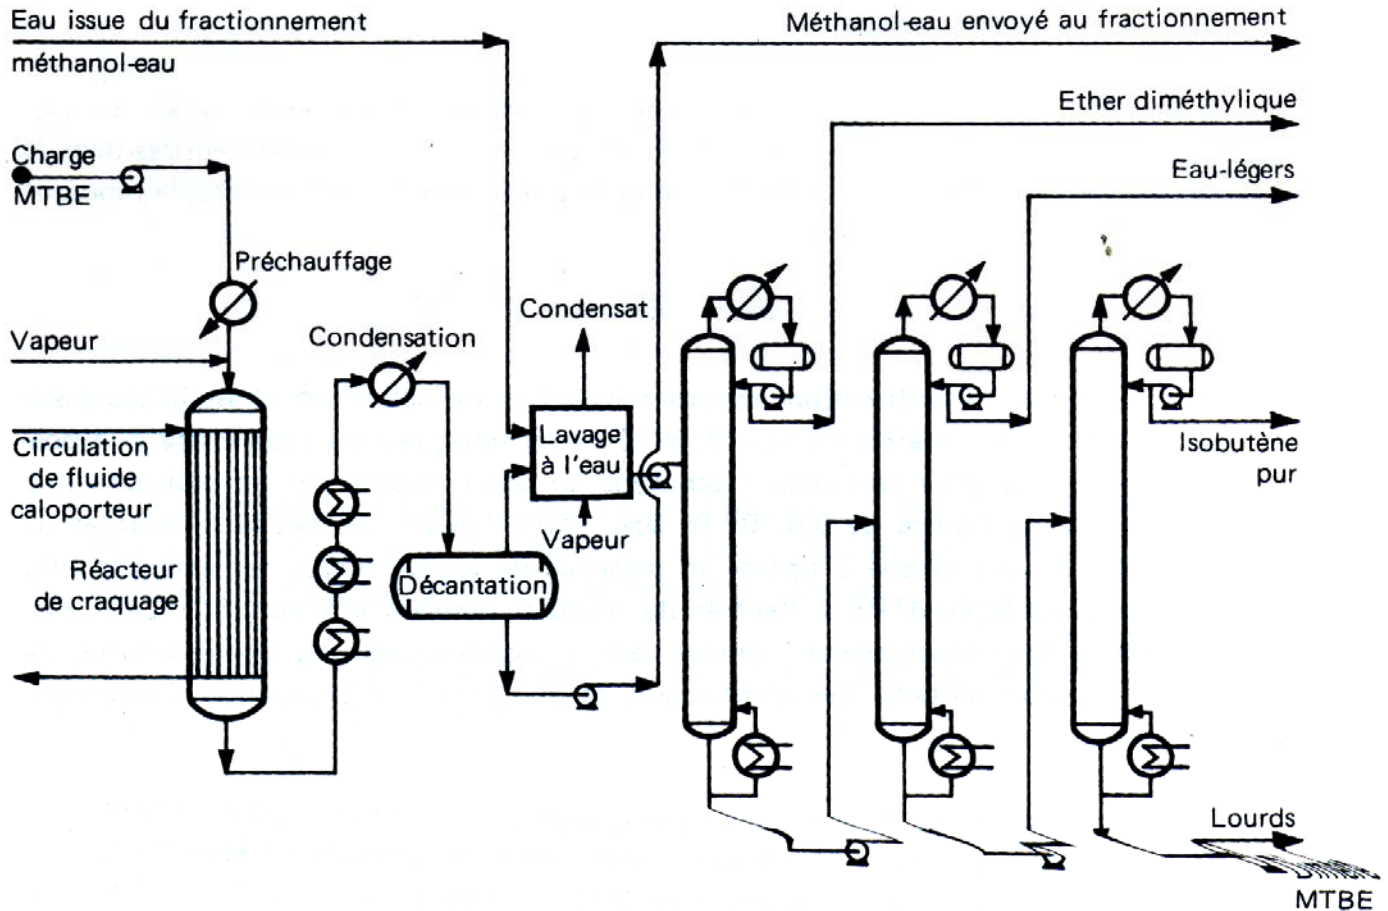 Eau issue du fractionnement
méthanol-eau
Méthanol-eau envoyé au fractionnement
Ether diméthylique
Charge
MTBE
Eau-légers
Préchauffage
Vapeur
Condensation
Condensat
Circulation
de fluide
caloporteur
Lavage
à l'eau
Isobutène
pur
Vapeur
Réacteur
de craquage
Décantation
Lourds
MTBE